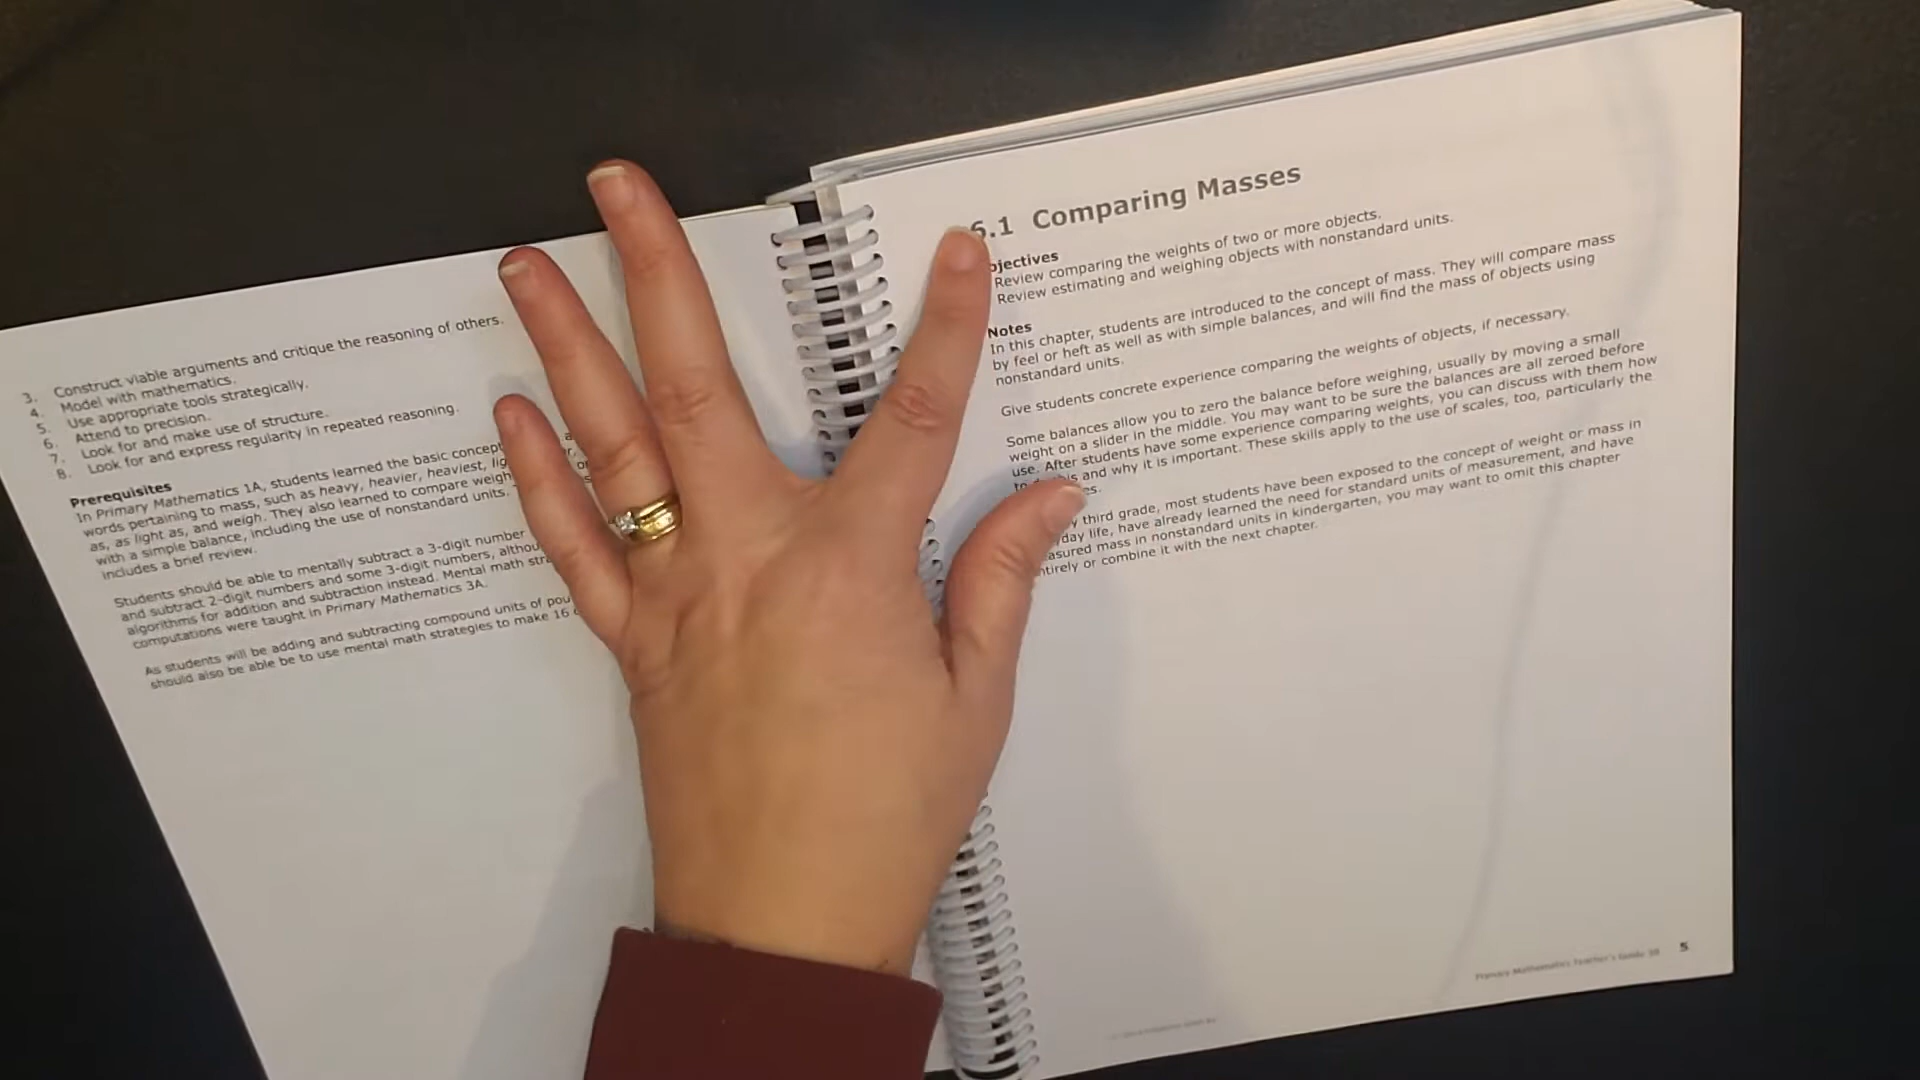 3. Construct viable arguments and critique the reasoning of others.
4. Model with mathematics.
5. Use appropriate tools strategically.
6. Attend to precision.
7. Look for and make use of structure.
8. Look for and express regularity in repeated reasoning.
Prerequisites
In Primary Mathematics 1A, students learned the basic concept
words pertaining to mass, such as heavy, heavier, heaviest,
as, as light as, and weigh. They also learned to compare
with a simple balance, including the use of nonstandard units.
includes a brief review.
Students should be able to mentally subtract a 3-digit number
and subtract 2-digit numbers and some 3-digit numbers,
algorithms for addition and subtraction instead. Mental math
computations were taught in Primary Mathematics 3A.
As students will be adding and subtracting compound units of
should also be able be to use mental math strategies to make 16
6.1 Comparing Masses
bjectives
Review comparing the weights of two or more objects.
Review estimating and weighing objects with nonstandard units.
Notes
In this chapter, students are introduced to the concept of mass. They will compare mass
by feel or heft as well as with simple balances, and will find the mass of objects using
nonstandard units.
Give students concrete experience comparing the weights of objects, if necessary.
Some balances allow you to zero the balance before weighing, usually by moving a small
weight on a slider in the middle. You may want to be sure the balances are all zeroed before
use. After students have some experience comparing weights, you can discuss with them how
to and why it is important. These skills apply to the use of scales, too, particularly the
third grade, most students have been exposed to the concept of weight or mass in
day life, have already learned the need for standard units of measurement, and have
asured mass in nonstandard units in kindergarten, you may want to omit this chapter
ntirely or combine it with the next chapter.
Primary Mathematics Teacher's Guide 5